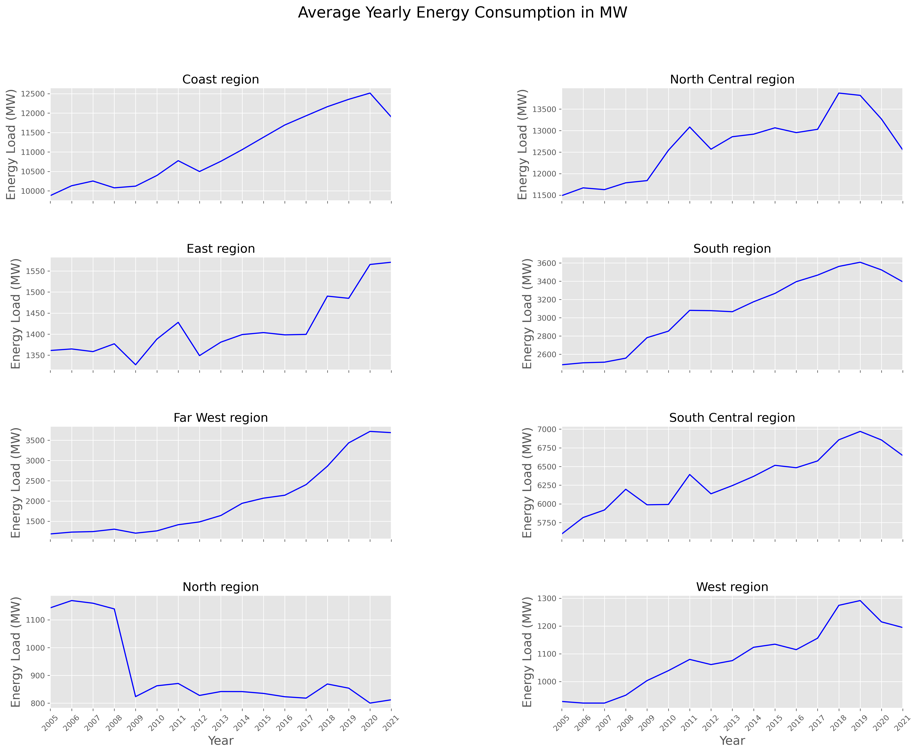 Average Yearly Energy Consumption in MW
Coast region
Energy Load (MW)
12500
12000
11500
11000
10500
10000
North Central region
Energy Load (MW)
13500
13000
12500
12000
11500
East region
Energy Load (MW)
1550
1500
1450
1400
1350
South region
Energy Load (MW)
3600
3400
3200
3000
2800
2600
Far West region
Energy Load (MW)
3500
3000
2500
2000
1500
South Central region
Energy Load (MW)
7000
6750
6500
6250
6000
5750
North region
Energy Load (MW)
1100
1000
900
800
2005 2006 2007 2008 2009 2010 2011 2012 2013 2014 2015 2016 2017 2018 2019 2020 2021
Year
West region
Energy Load (MW)
1300
1200
1100
1000
2005 2006 2007 2008 2009 2010 2011 2012 2013 2014 2015 2016 2017 2018 2019 2020 2021
Year